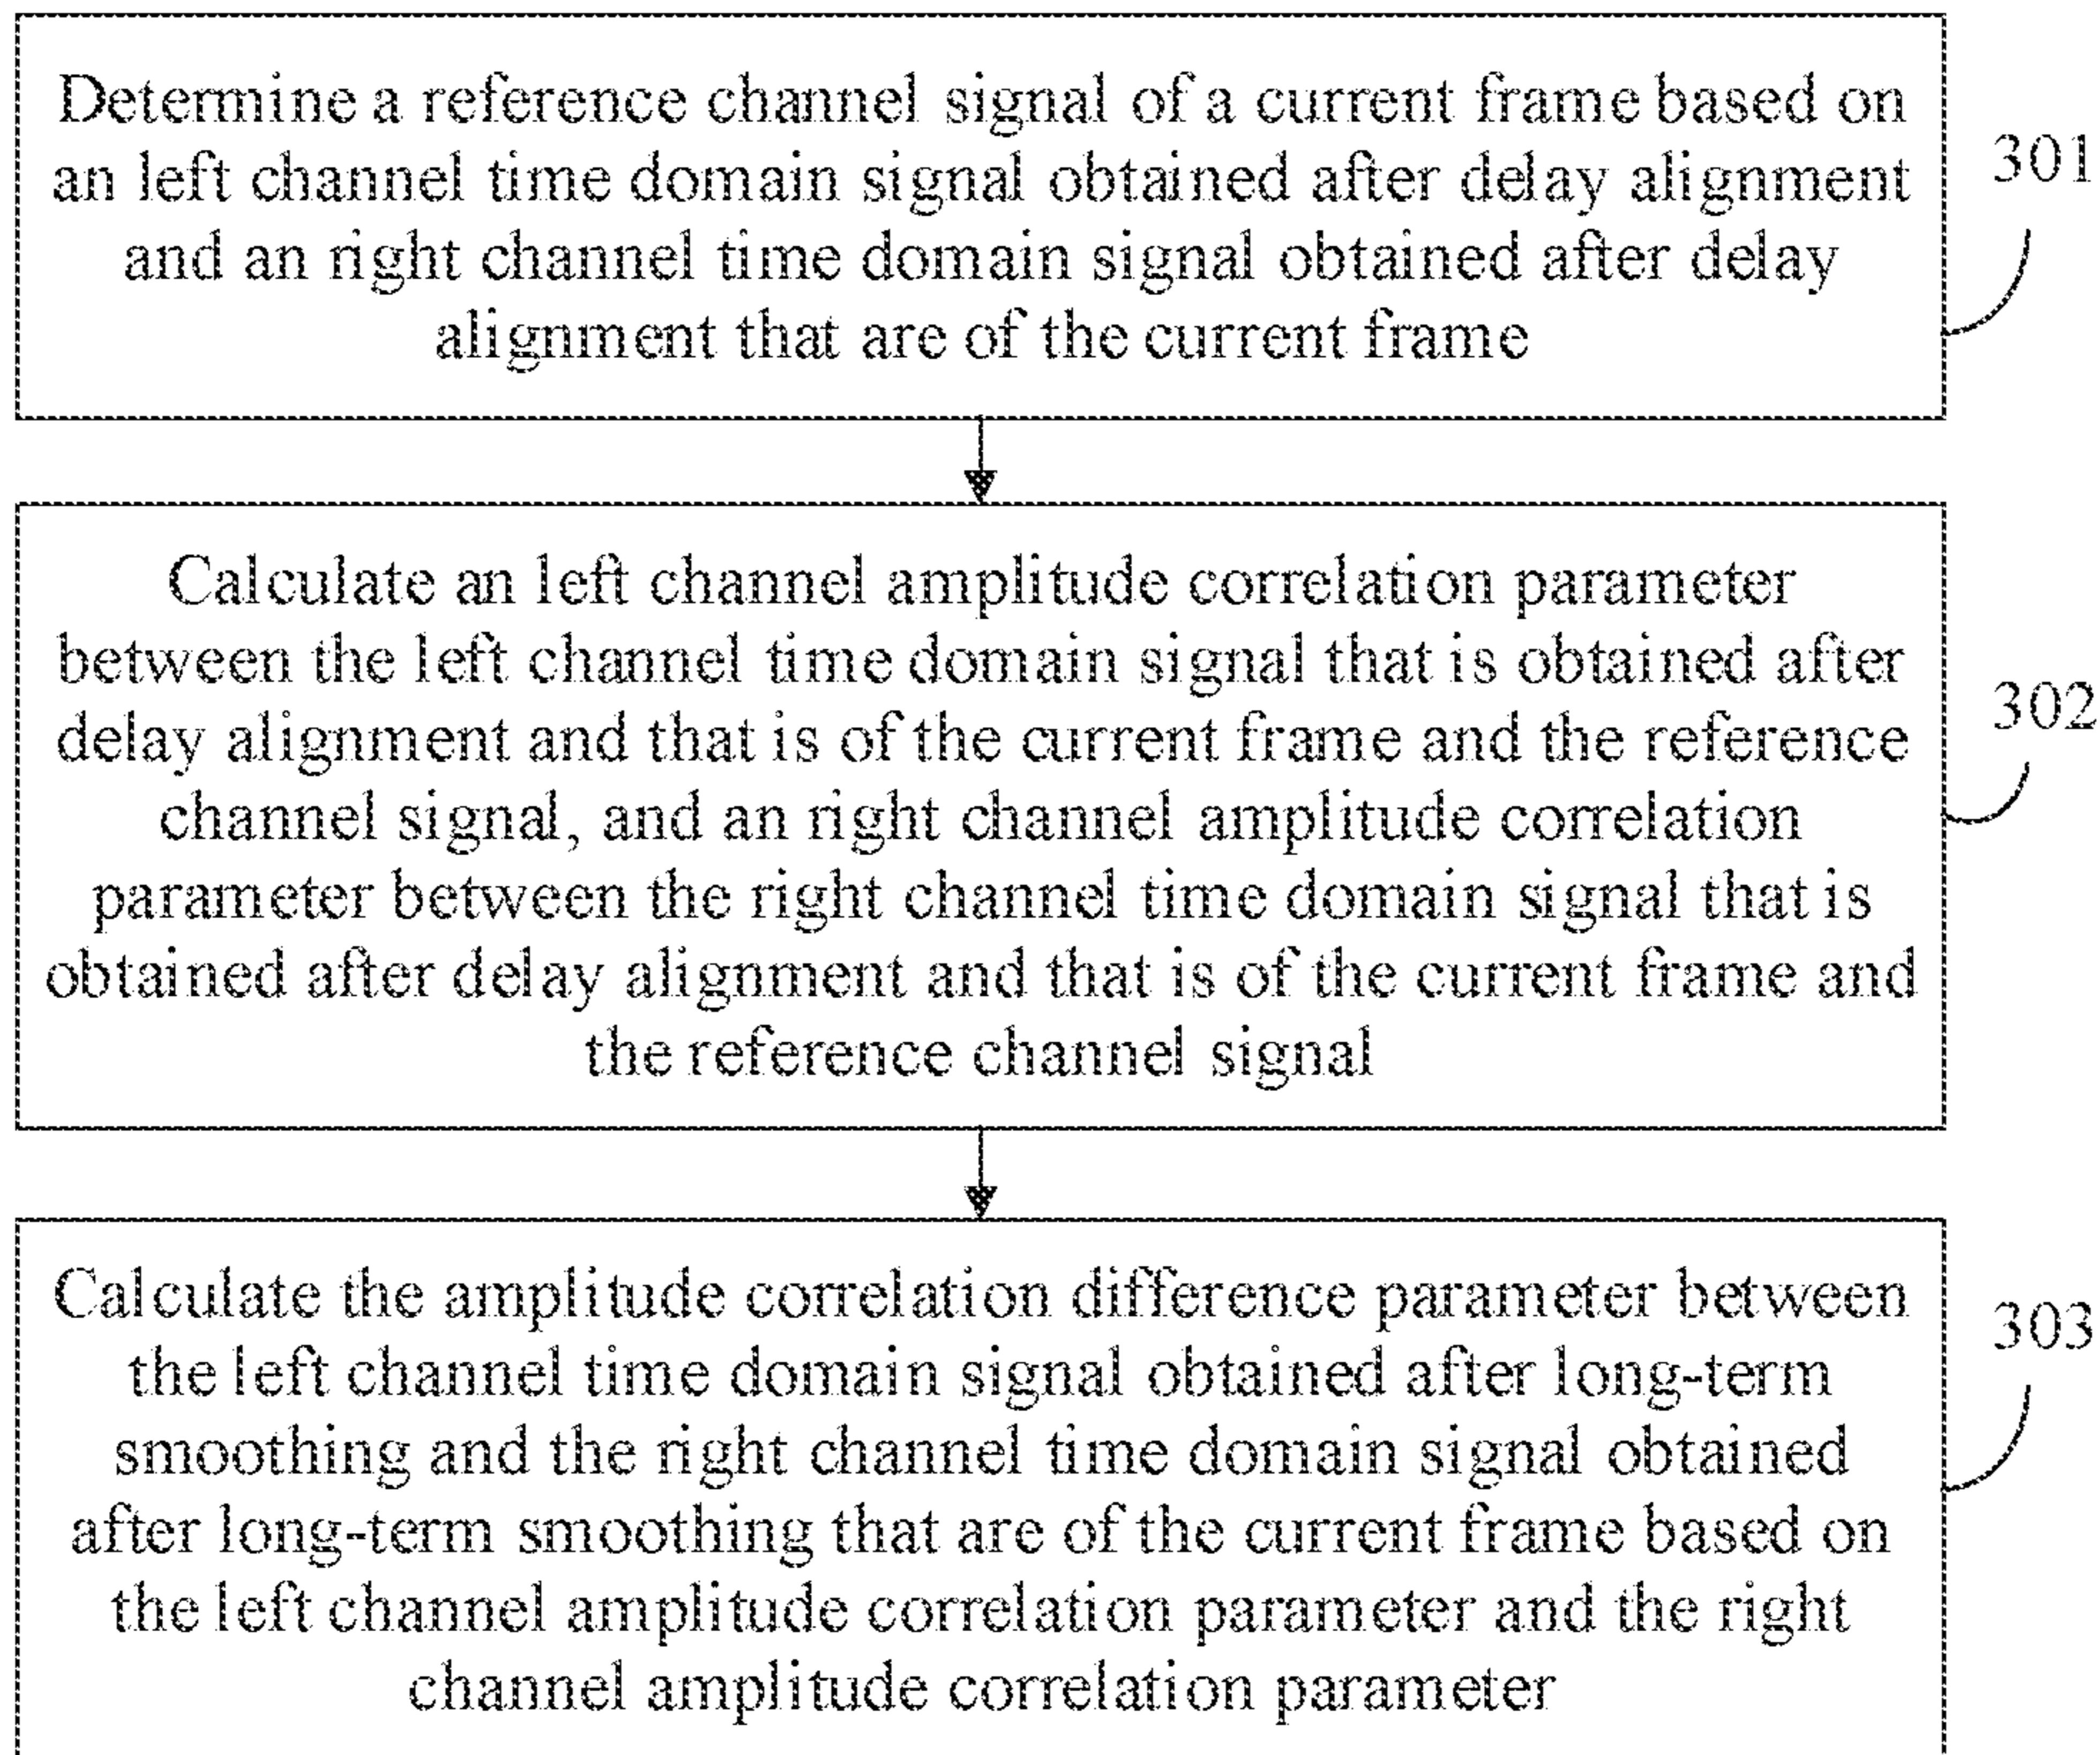 Determine a reference channel signal of a current frame based on
an left channel time domain signal obtained after delay alignment
and an right channel time domain signal obtained after delay
alignment that are of the current frame
301
Calculate an left channel amplitude correlation parameter
between the left channel time domain signal that is obtained after
delay alignment and that is of the current frame and the reference
channel signal, and an right channel amplitude correlation
parameter between the right channel time domain signal that is
obtained after delay alignment and that is of the current frame and
the reference channel signal
302
Calculate the amplitude correlation difference parameter between
the left channel time domain signal obtained after long-term
smoothing and the right channel time domain signal obtained
after long-term smoothing that are of the current frame based on
the left channel amplitude correlation parameter and the right
channel amplitude correlation parameter
303